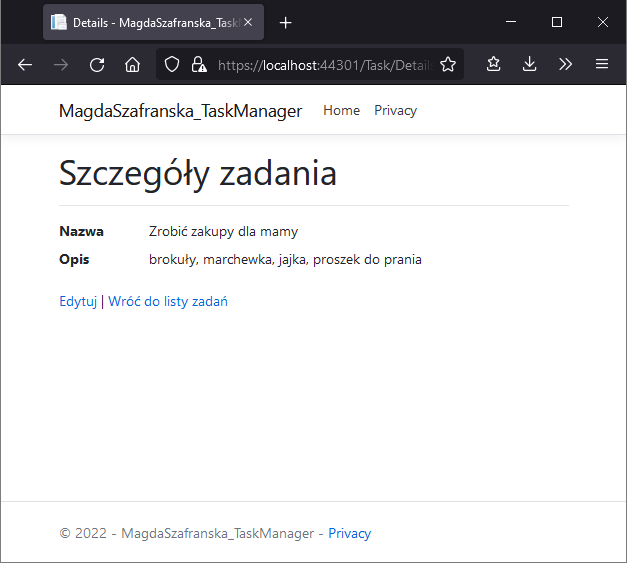 Details - MagdaSzafranska_Task
https://localhost:44301/Task/Details
MagdaSzafranska_TaskManager Home Privacy
Szczegóły zadania
Nazwa Zrobić zakupy dla mamy
Opis brokuły, marchewka, jajka, proszek do prania
Edytuj | Wróć do listy zadań
© 2022 - MagdaSzafranska_TaskManager - Privacy